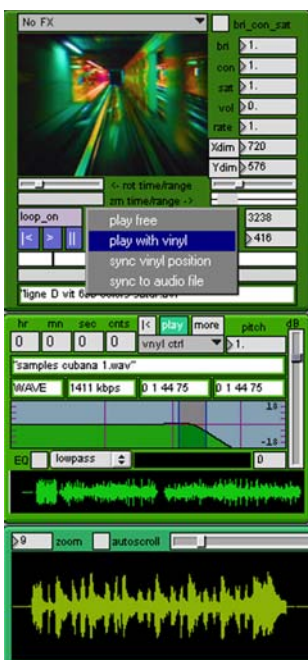 No FX
bri_con_sat
bri 1.
con 1.
sat 1.
vol 0.
rate 1.
Xdim 720
Ydim 576
<- rot time/range
zm time/range ->
loop_on
3238
|< > ||
416
play free
play with vinyl
sync vinyl position
sync to audio file
hr mn sec cnts |< play more pitch dB
0 0 0 0 vnyl ctrl 1.
"samples cubana 1.wav"
WAVE 1411 kbps 0 1 44 75 0 1 44 75
18
-18
EQ lowpass 0
9 zoom autoscroll